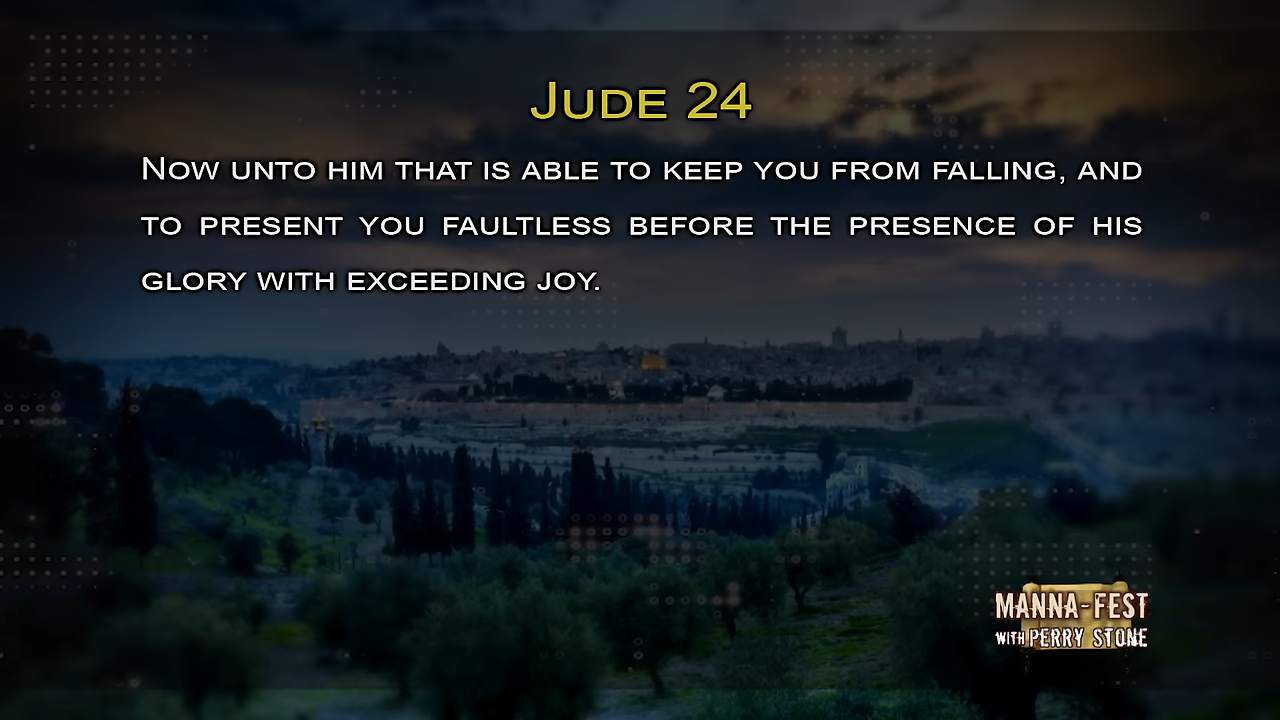 Jude 24
Now unto him that is able to keep you from falling, and
to present you faultless before the presence of his
glory with exceeding joy.
MANNA-FEST
WITH PERRY STONE